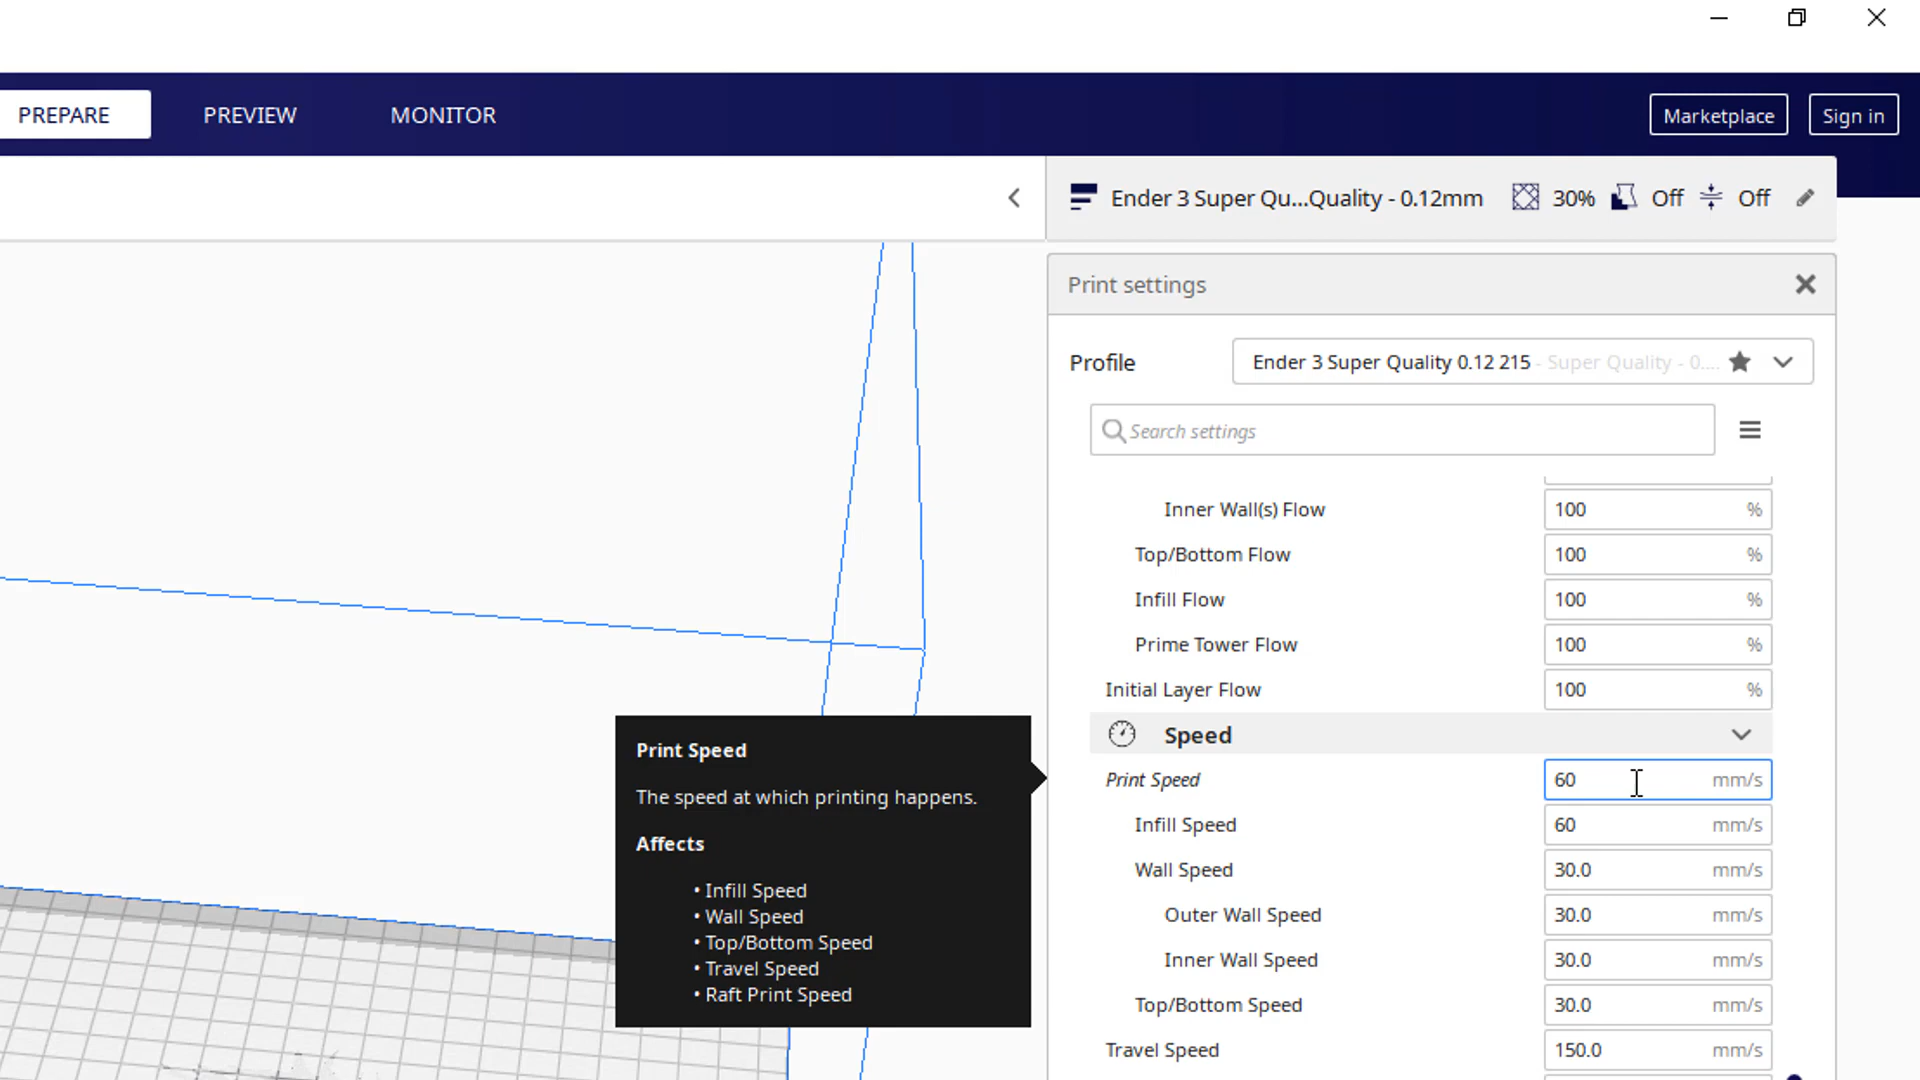 PREPARE PREVIEW MONITOR Marketplace Sign in
Ender 3 Super Qu...Quality - 0.12mm 30% Off Off
Print settings
Profile Ender 3 Super Quality 0.12 215 - Super Quality - 0....
Search settings
Inner Wall(s) Flow 100 %
Top/Bottom Flow 100 %
Infill Flow 100 %
Prime Tower Flow 100 %
Initial Layer Flow 100 %
Speed
Print Speed 60 mm/s
Infill Speed 60 mm/s
Wall Speed 30.0 mm/s
Outer Wall Speed 30.0 mm/s
Inner Wall Speed 30.0 mm/s
Top/Bottom Speed 30.0 mm/s
Travel Speed 150.0 mm/s
Print Speed
The speed at which printing happens.
Affects
• Infill Speed
• Wall Speed
• Top/Bottom Speed
• Travel Speed
• Raft Print Speed